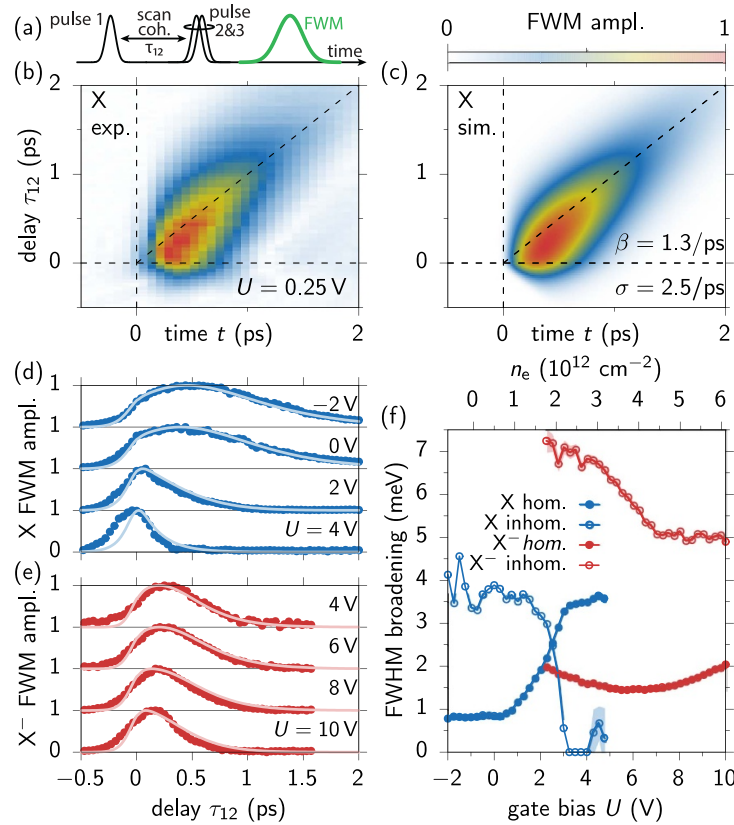 (a)
pulse 1
scan
coh.
τ₁₂
pulse
2&3
FWM
time
FWM ampl.
0
1
(b)
X
exp.
U = 0.25 V
delay τ₁₂ (ps)
2
1
0
0
1
2
time t (ps)
(c)
X
sim.
β = 1.3/ps
σ = 2.5/ps
2
1
0
0
1
2
time t (ps)
(d)
X FWM ampl.
1
1
1
1
0
−2 V
0 V
2 V
U = 4 V
(e)
X⁻ FWM ampl.
1
1
1
1
0
4 V
6 V
8 V
U = 10 V
−0.5 0 0.5 1 1.5 2
delay τ₁₂ (ps)
(f)
nₑ (10¹² cm⁻²)
0 1 2 3 4 5 6
FWHM broadening (meV)
7
6
5
4
3
2
1
0
X hom.
X inhom.
X⁻ hom.
X⁻ inhom.
−2 0 2 4 6 8 10
gate bias U (V)